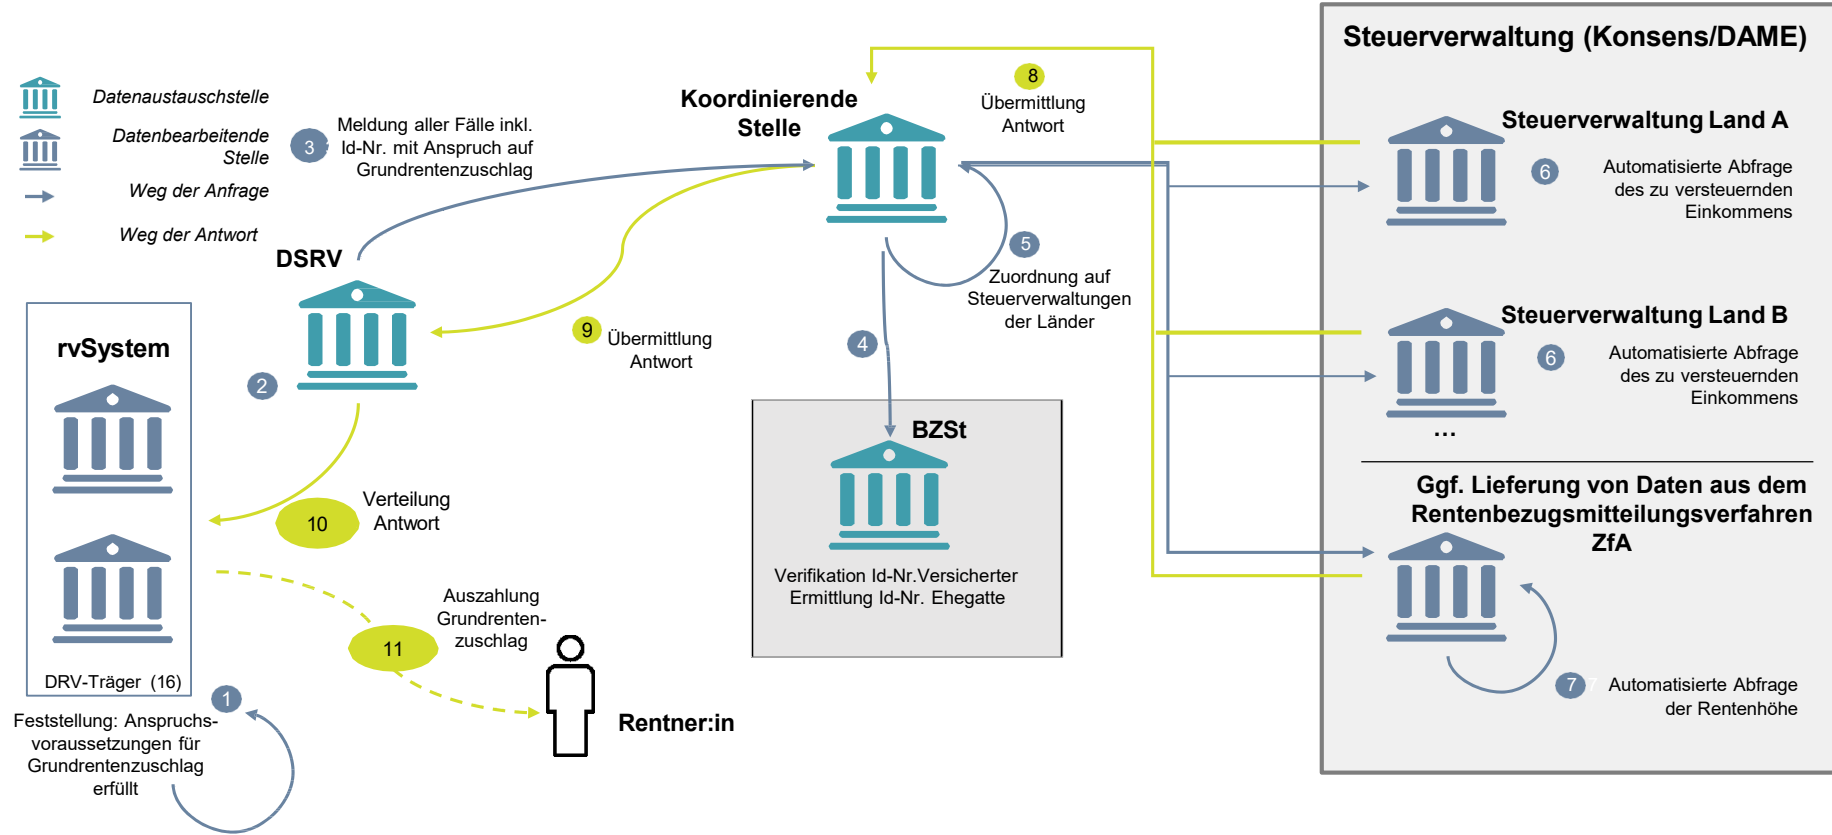 Steuerverwaltung (Konsens/DAME)
Datenaustauschstelle
Datenbearbeitende
Stelle
Weg der Anfrage
Weg der Antwort
3
Meldung aller Fälle inkl.
Id-Nr. mit Anspruch auf
Grundrentenzuschlag
Koordinierende
Stelle
8
Übermittlung
Antwort
Steuerverwaltung Land A
6
Automatisierte Abfrage
des zu versteuernden
Einkommens
DSRV
5
Zuordnung auf
Steuerverwaltungen
der Länder
Steuerverwaltung Land B
6
Automatisierte Abfrage
des zu versteuernden
Einkommens
...
rvSystem
2
9
Übermittlung
Antwort
4
BZSt
Verifikation Id-Nr.Versicherter
Ermittlung Id-Nr. Ehegatte
Ggf. Lieferung von Daten aus dem
Rentenbezugsmitteilungsverfahren
ZfA
7
7
Automatisierte Abfrage
der Rentenhöhe
10
Verteilung
Antwort
11
Auszahlung
Grundrenten-
zuschlag
Rentner:in
DRV-Träger (16)
1
Feststellung: Anspruchs-
voraussetzungen für
Grundrentenzuschlag
erfüllt